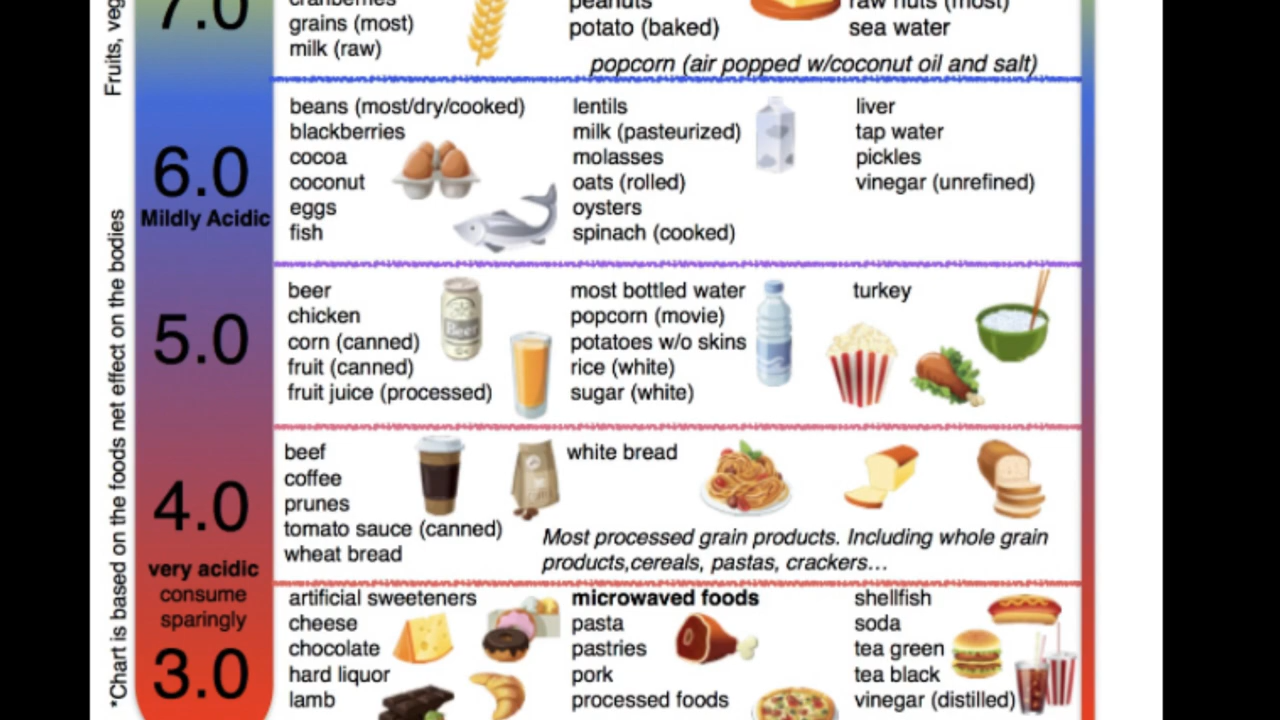 7.0
cranberries
grains (most)
milk (raw)
peanuts
potato (baked)
raw nuts (most)
sea water
popcorn (air popped w/coconut oil and salt)
6.0
Mildly Acidic
beans (most/dry/cooked)
blackberries
cocoa
coconut
eggs
fish
lentils
milk (pasteurized)
molasses
oats (rolled)
oysters
spinach (cooked)
liver
tap water
pickles
vinegar (unrefined)
5.0
beer
chicken
corn (canned)
fruit (canned)
fruit juice (processed)
Beer
most bottled water
popcorn (movie)
potatoes w/o skins
rice (white)
sugar (white)
turkey
4.0
very acidic
consume
sparingly
beef
coffee
prunes
tomato sauce (canned)
wheat bread
white bread
Most processed grain products. Including whole grain
products,cereals, pastas, crackers…
3.0
artificial sweeteners
cheese
chocolate
hard liquor
lamb
microwaved foods
pasta
pastries
pork
processed foods
shellfish
soda
tea green
tea black
vinegar (distilled)
*Chart is based on the foods net effect on the bodies
Fruits,